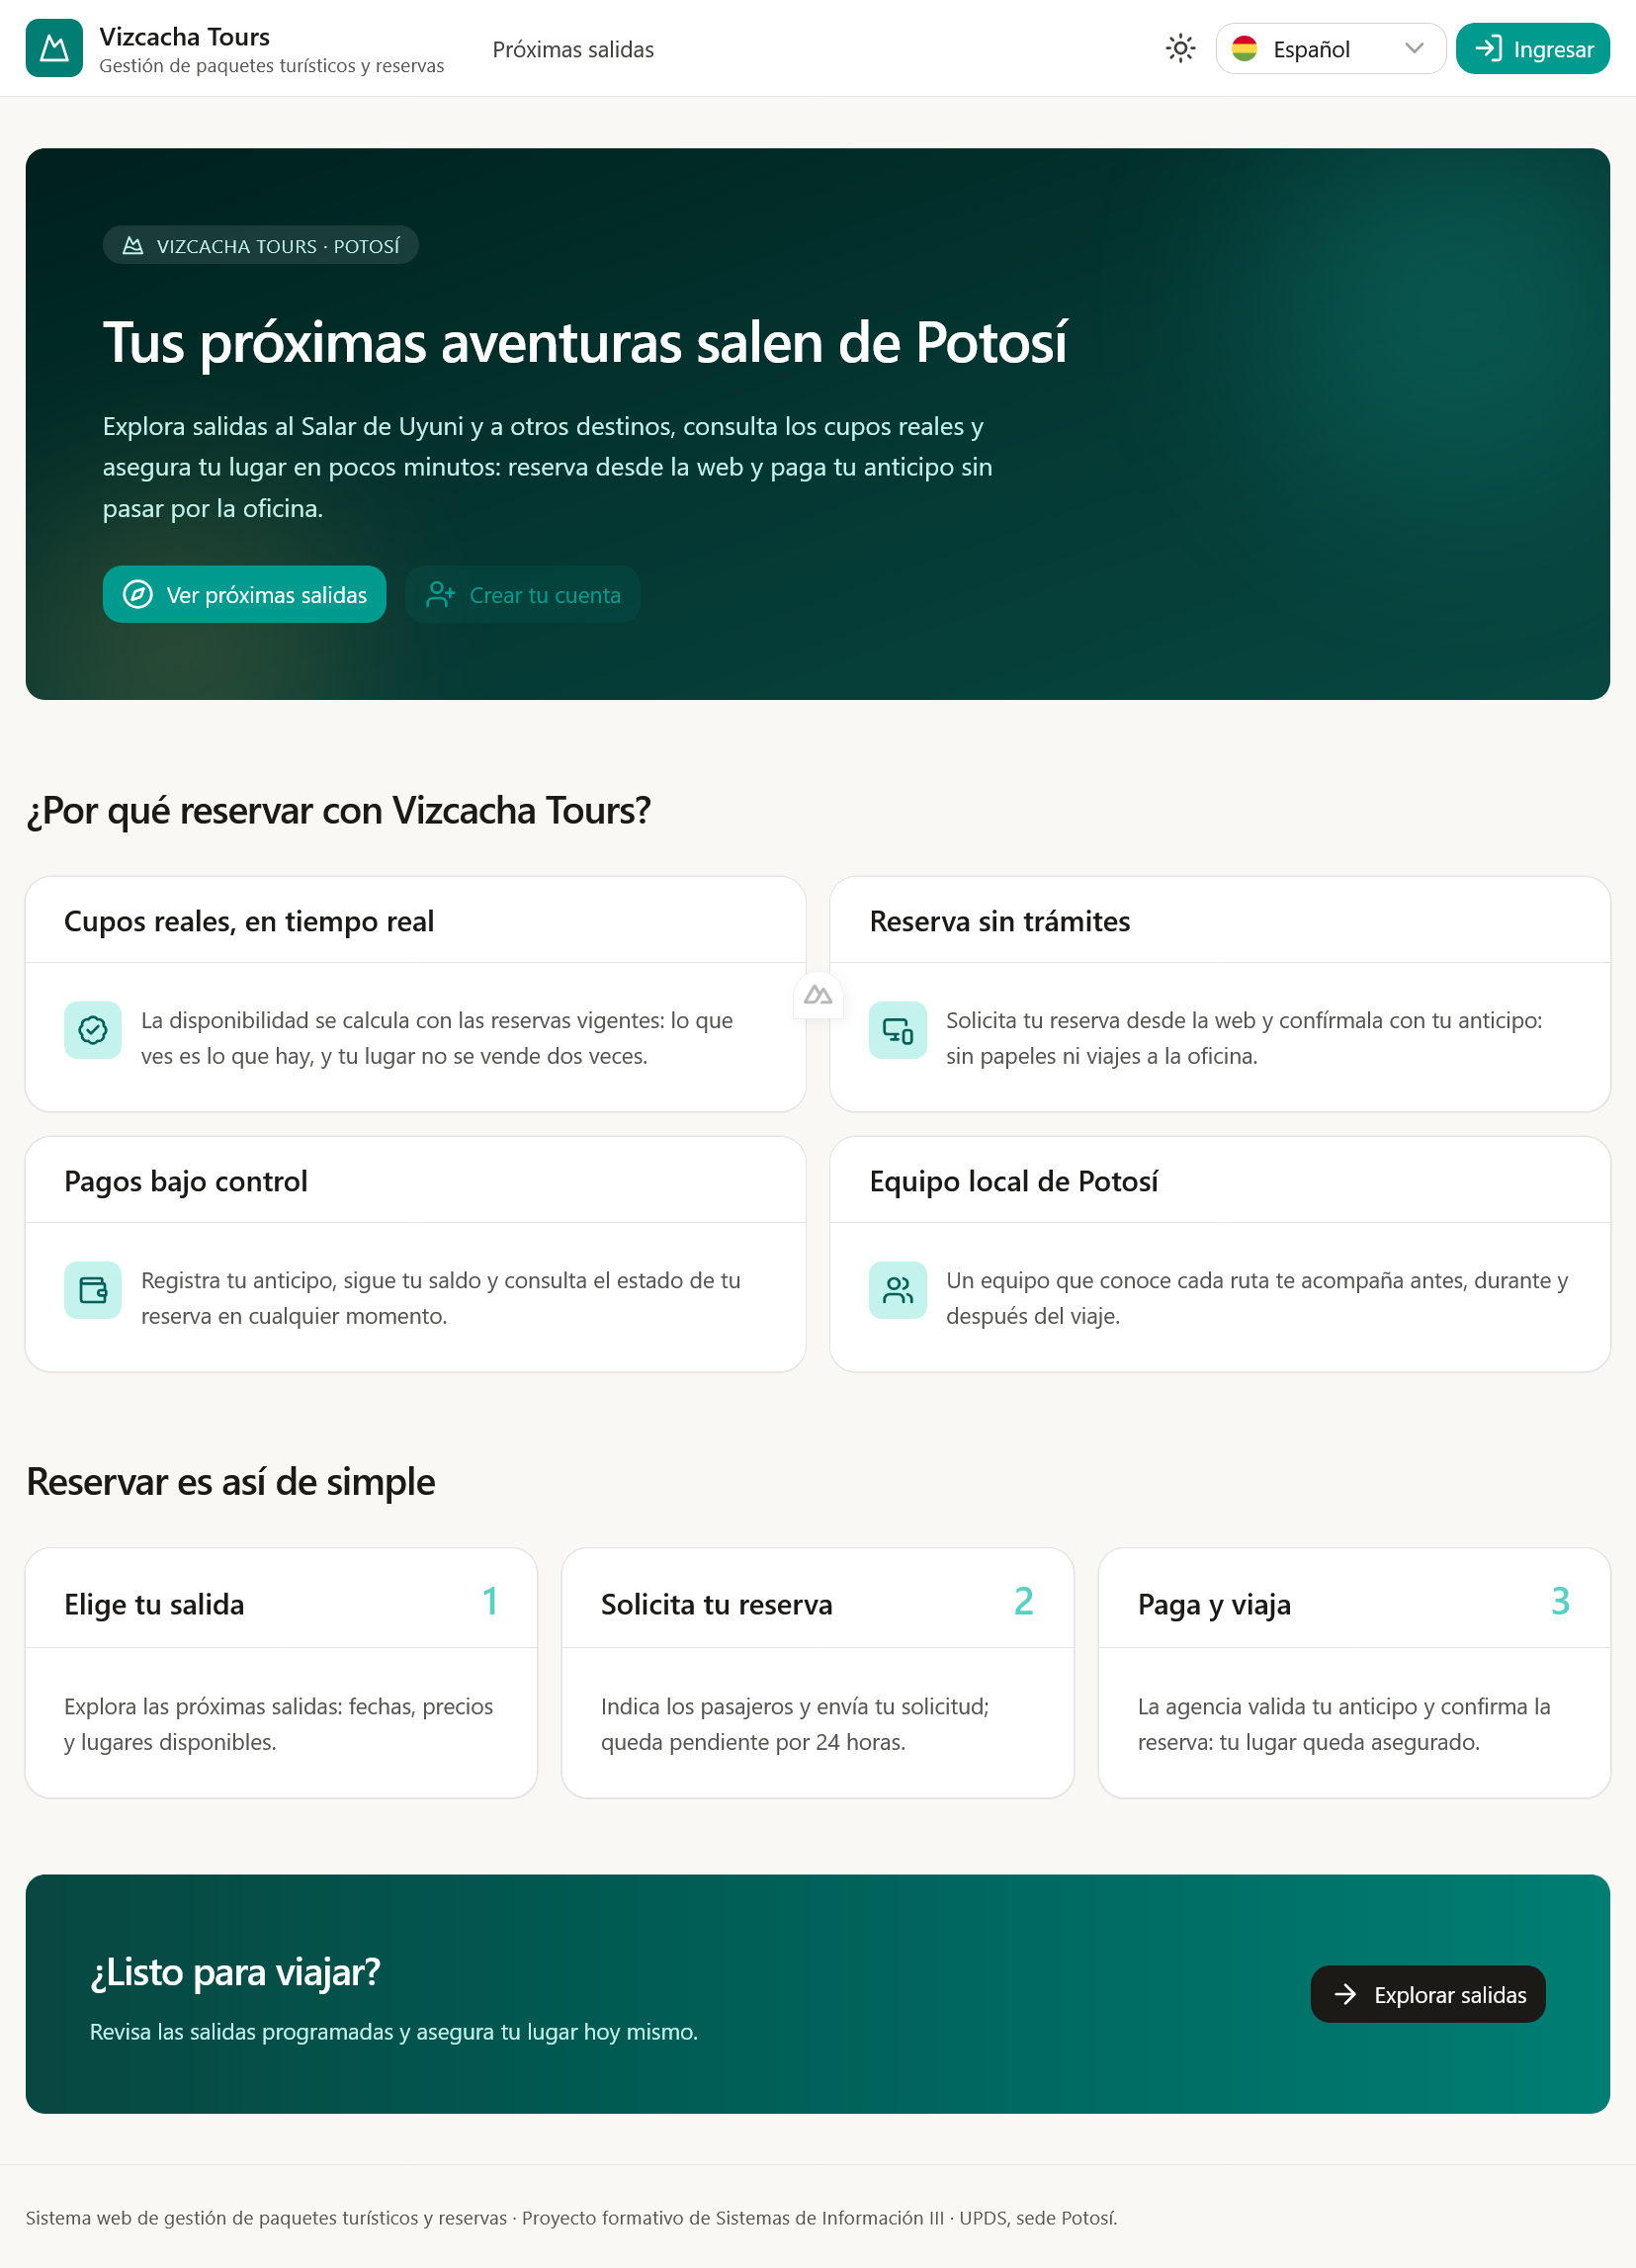 Vizcacha Tours
Gestión de paquetes turísticos y reservas
Próximas salidas
Español
Ingresar
VIZCACHA TOURS · POTOSÍ
Tus próximas aventuras salen de Potosí
Explora salidas al Salar de Uyuni y a otros destinos, consulta los cupos reales y
asegura tu lugar en pocos minutos: reserva desde la web y paga tu anticipo sin
pasar por la oficina.
Ver próximas salidas
Crear tu cuenta
¿Por qué reservar con Vizcacha Tours?
Cupos reales, en tiempo real
La disponibilidad se calcula con las reservas vigentes: lo que
ves es lo que hay, y tu lugar no se vende dos veces.
Reserva sin trámites
Solicita tu reserva desde la web y confírmala con tu anticipo:
sin papeles ni viajes a la oficina.
Pagos bajo control
Registra tu anticipo, sigue tu saldo y consulta el estado de tu
reserva en cualquier momento.
Equipo local de Potosí
Un equipo que conoce cada ruta te acompaña antes, durante y
después del viaje.
Reservar es así de simple
Elige tu salida
1
Explora las próximas salidas: fechas, precios
y lugares disponibles.
Solicita tu reserva
2
Indica los pasajeros y envía tu solicitud;
queda pendiente por 24 horas.
Paga y viaja
3
La agencia valida tu anticipo y confirma la
reserva: tu lugar queda asegurado.
¿Listo para viajar?
Revisa las salidas programadas y asegura tu lugar hoy mismo.
Explorar salidas
Sistema web de gestión de paquetes turísticos y reservas · Proyecto formativo de Sistemas de Información III · UPDS, sede Potosí.